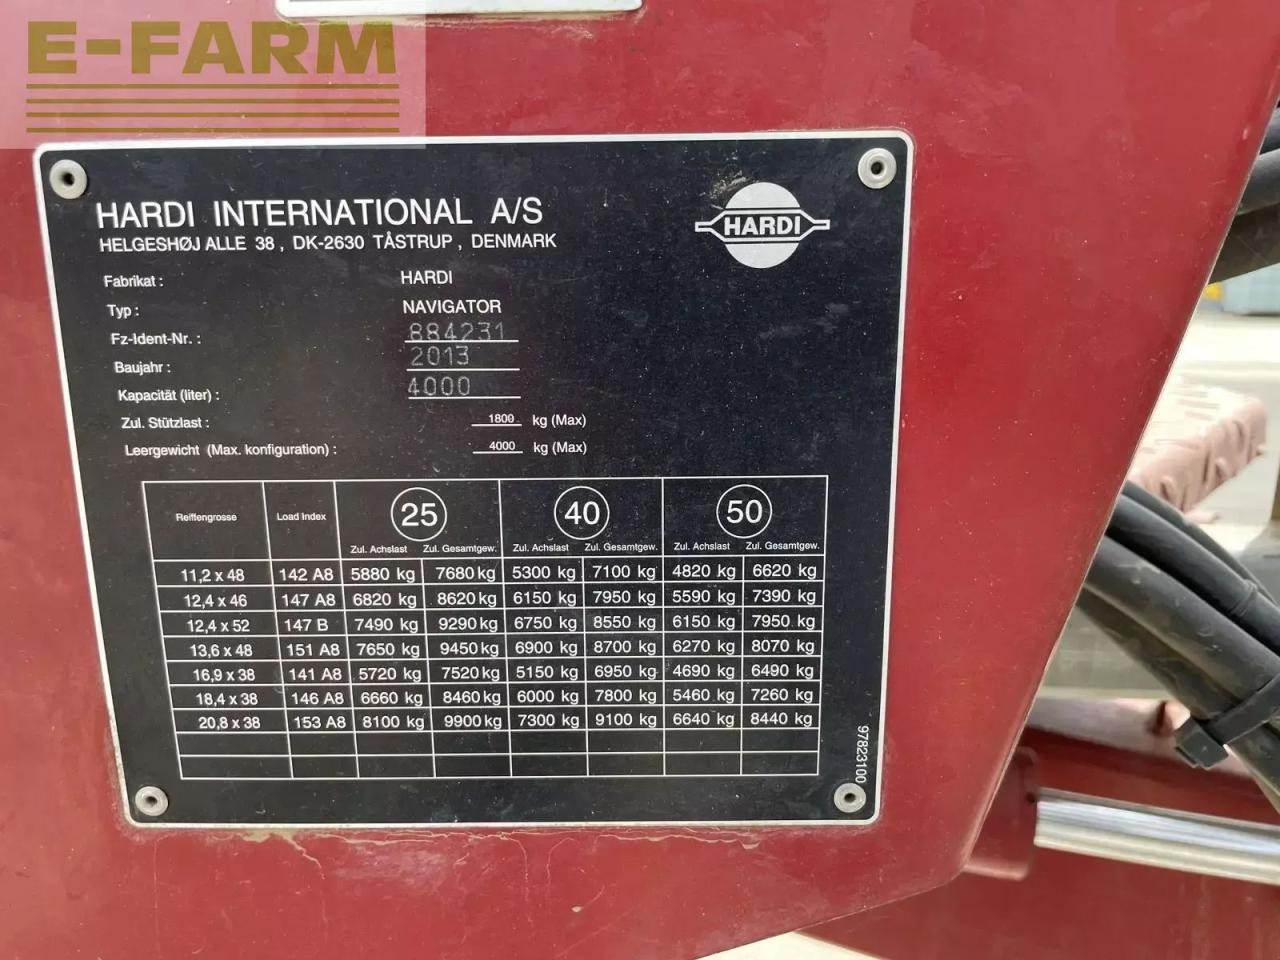 E-FARM
HARDI INTERNATIONAL A/S
HELGESHØJ ALLE 38, DK-2630 TÅSTRUP, DENMARK
HARDI
Fabrikat: HARDI
Typ: NAVIGATOR
Fz-Ident-Nr.: 884231
Baujahr: 2013
Kapacität (liter): 4000
Zul. Stützlast: 1800 kg (Max)
Leergewicht (Max. konfiguration): 4000 kg (Max)
Reiffengrosse Load Index 25 40 50
Zul. Achslast Zul. Gesamtgew. Zul. Achslast Zul. Gesamtgew. Zul. Achslast Zul. Gesamtgew.
11,2 x 48 142 A8 5880 kg 7680 kg 5300 kg 7100 kg 4820 kg 6620 kg
12,4 x 46 147 A8 6820 kg 8620 kg 6150 kg 7950 kg 5590 kg 7390 kg
12,4 x 52 147 B 7490 kg 9290 kg 6750 kg 8550 kg 6150 kg 7950 kg
13,6 x 48 151 A8 7650 kg 9450 kg 6900 kg 8700 kg 6270 kg 8070 kg
16,9 x 38 141 A8 5720 kg 7520 kg 5150 kg 6950 kg 4690 kg 6490 kg
18,4 x 38 146 A8 6660 kg 8460 kg 6000 kg 7800 kg 5460 kg 7260 kg
20,8 x 38 153 A8 8100 kg 9900 kg 7300 kg 9100 kg 6640 kg 8440 kg
97823100